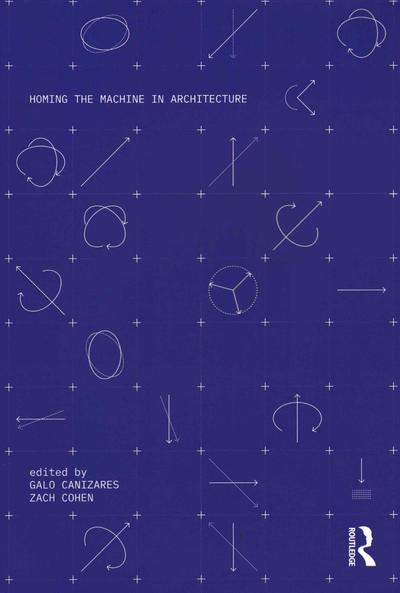 HOMING THE MACHINE IN ARCHITECTURE
edited by
GALO CANIZARES
ZACH COHEN
ROUTLEDGE